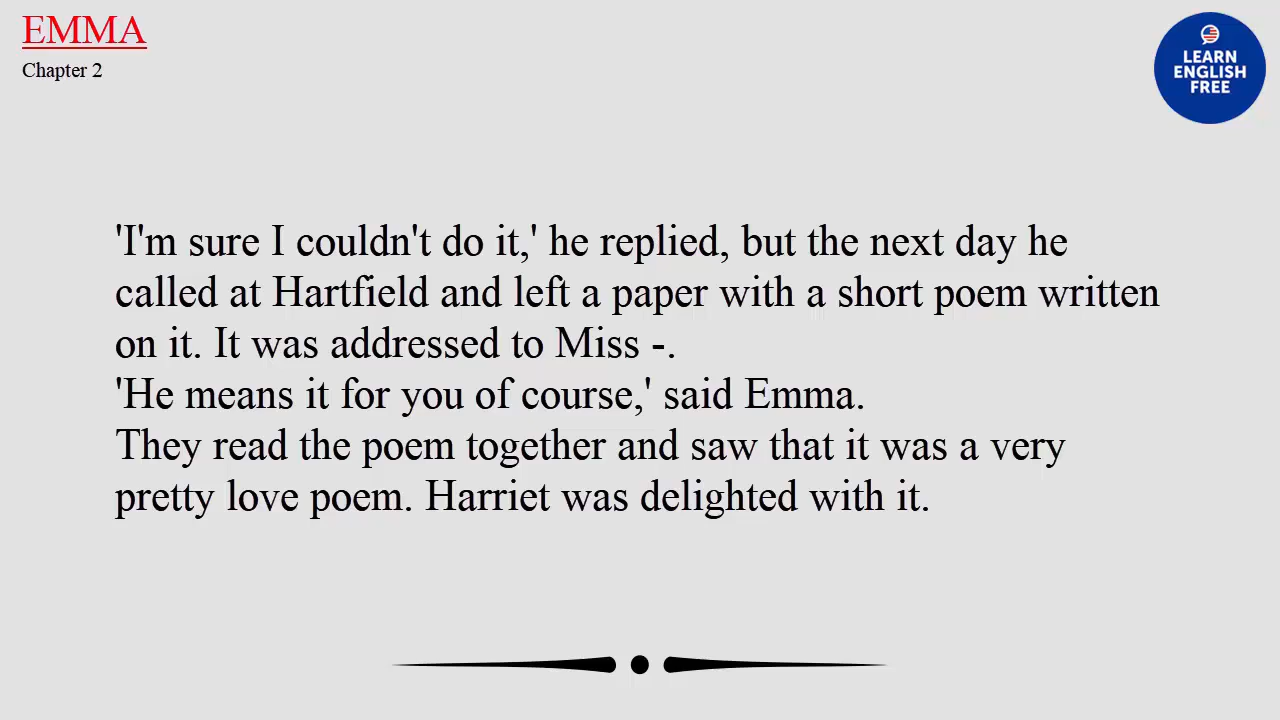 EMMA
Chapter 2
LEARN
ENGLISH
FREE
'I'm sure I couldn't do it,' he replied, but the next day he
called at Hartfield and left a paper with a short poem written
on it. It was addressed to Miss -.
'He means it for you of course,' said Emma.
They read the poem together and saw that it was a very
pretty love poem. Harriet was delighted with it.